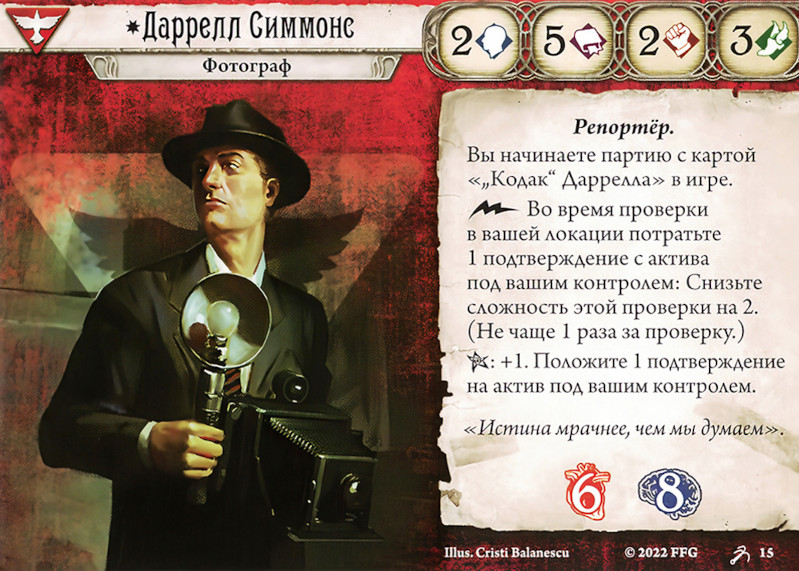 ✶Даррелл Симмонс
Фотограф
2 5 2 3
Репортёр.
Вы начинаете партию с картой
«„Кодак“ Даррелла» в игре.
Во время проверки
в вашей локации потратьте
1 подтверждение с актива
под вашим контролем: Снизьте
сложность этой проверки на 2.
(Не чаще 1 раза за проверку.)
: +1. Положите 1 подтверждение
на актив под вашим контролем.
«Истина мрачнее, чем мы думаем».
6 8
Illus. Cristi Balanescu © 2022 FFG 15